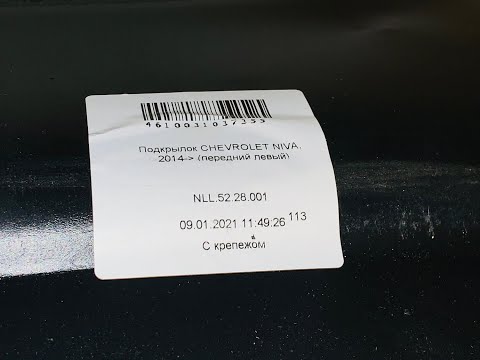 4610031037355
Подкрылок CHEVROLET NIVA,
2014-> (передний левый)
NLL.52.28.001
09.01.2021 11:49:26 113
С крепежом